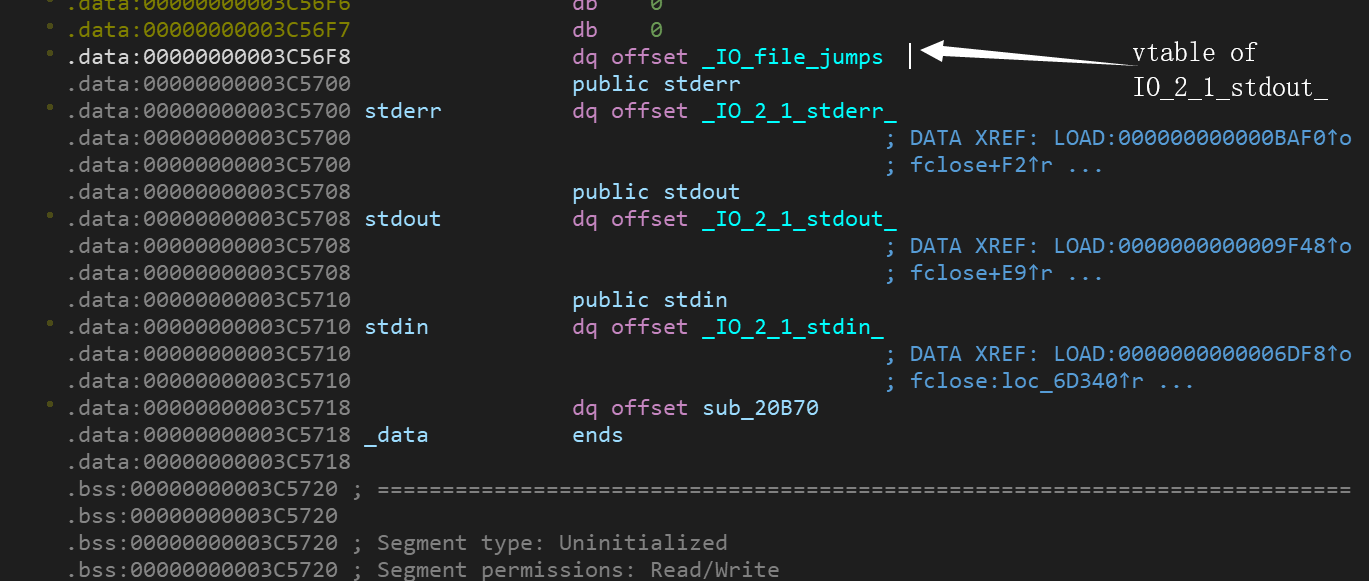 .data:00000000003C56F6 db 0
.data:00000000003C56F7 db 0
.data:00000000003C56F8 dq offset _IO_file_jumps
vtable of
IO_2_1_stdout_
.data:00000000003C5700 public stderr
.data:00000000003C5700 stderr dq offset _IO_2_1_stderr_
.data:00000000003C5700 ; DATA XREF: LOAD:000000000000BAF0↑o
.data:00000000003C5700 ; fclose+F2↑r ...
.data:00000000003C5708 public stdout
.data:00000000003C5708 stdout dq offset _IO_2_1_stdout_
.data:00000000003C5708 ; DATA XREF: LOAD:0000000000009F48↑o
.data:00000000003C5708 ; fclose+E9↑r ...
.data:00000000003C5710 public stdin
.data:00000000003C5710 stdin dq offset _IO_2_1_stdin_
.data:00000000003C5710 ; DATA XREF: LOAD:0000000000006DF8↑o
.data:00000000003C5710 ; fclose:loc_6D340↑r ...
.data:00000000003C5718 dq offset sub_20B70
.data:00000000003C5718 _data ends
.data:00000000003C5718
.bss:00000000003C5720 ; ===========================================================================
.bss:00000000003C5720
.bss:00000000003C5720 ; Segment type: Uninitialized
.bss:00000000003C5720 ; Segment permissions: Read/Write